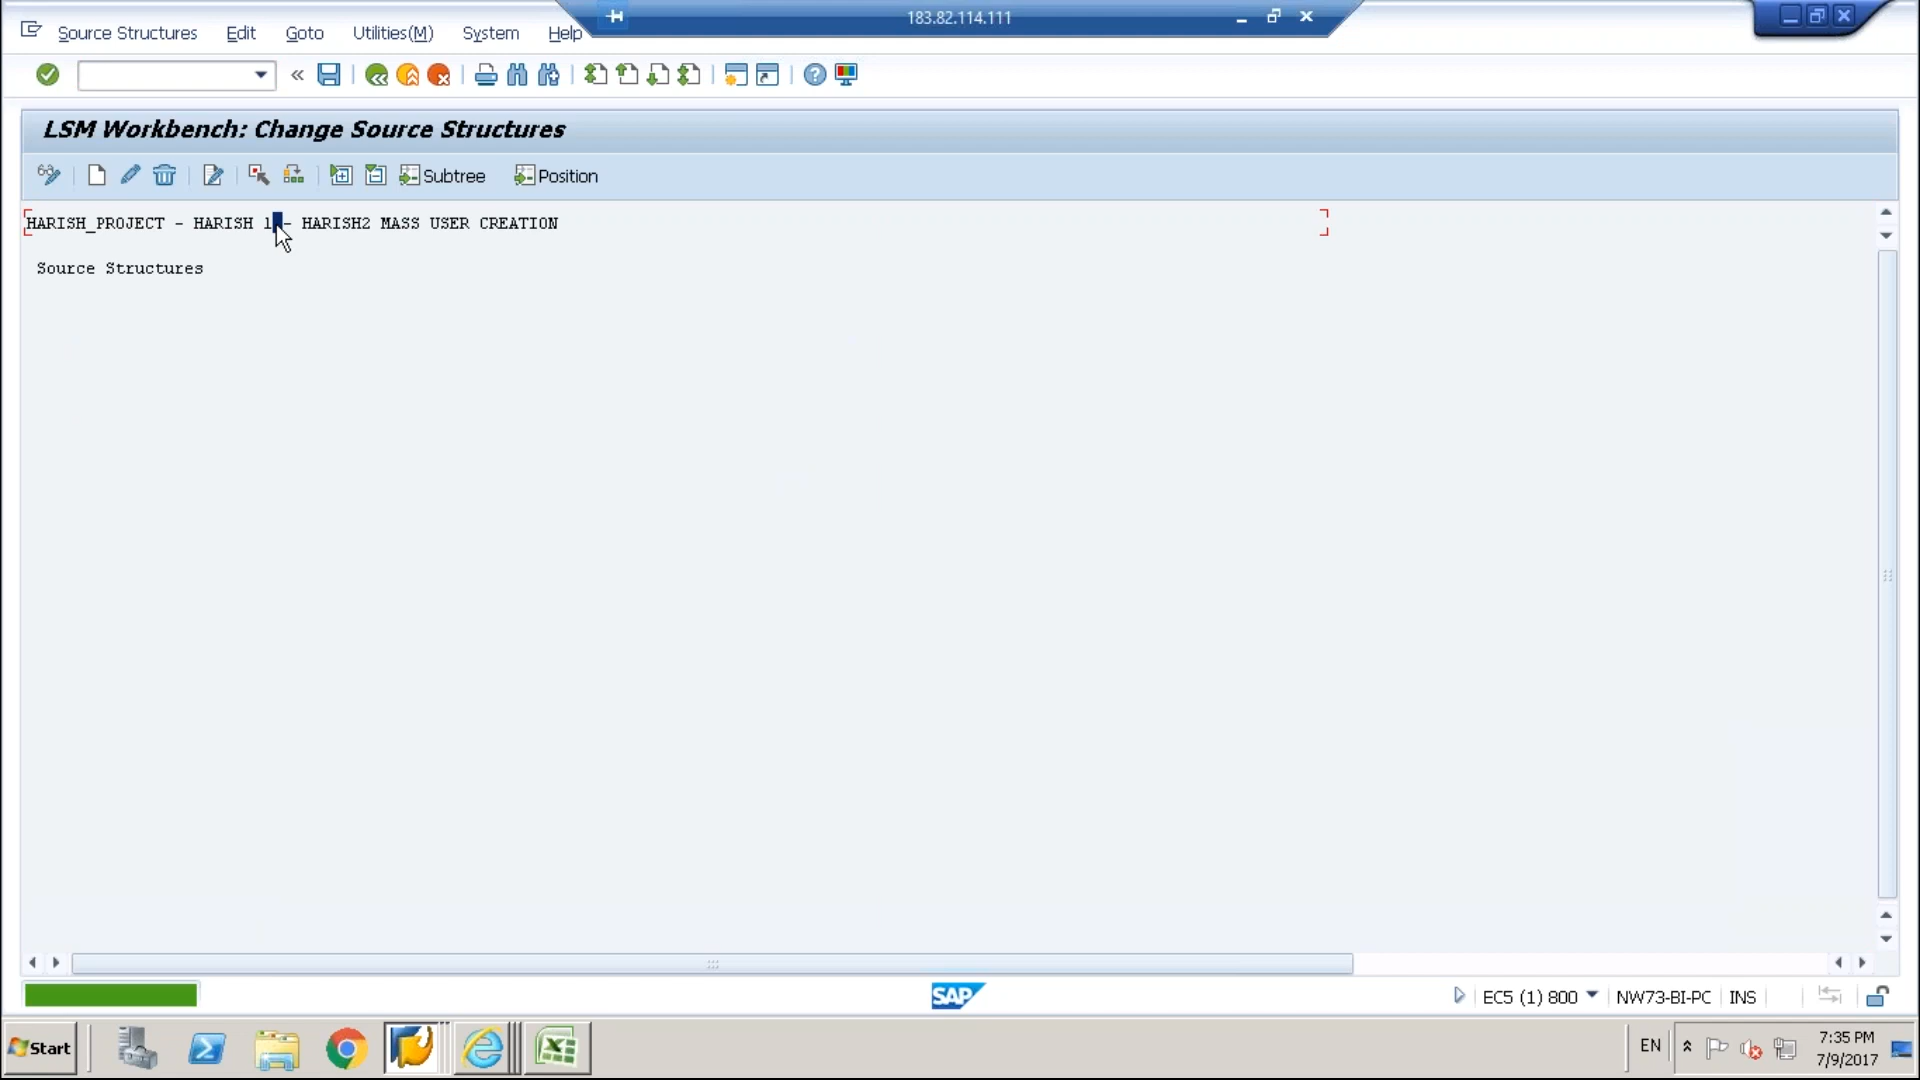 183.82.114.111
Source Structures Edit Goto Utilities(M) System Help
LSM Workbench: Change Source Structures
Subtree Position
HARISH_PROJECT - HARISH 1 - HARISH2 MASS USER CREATION
Source Structures
SAP
EC5 (1) 800 NW73-BI-PC INS
Start
EN
7:35 PM
7/9/2017